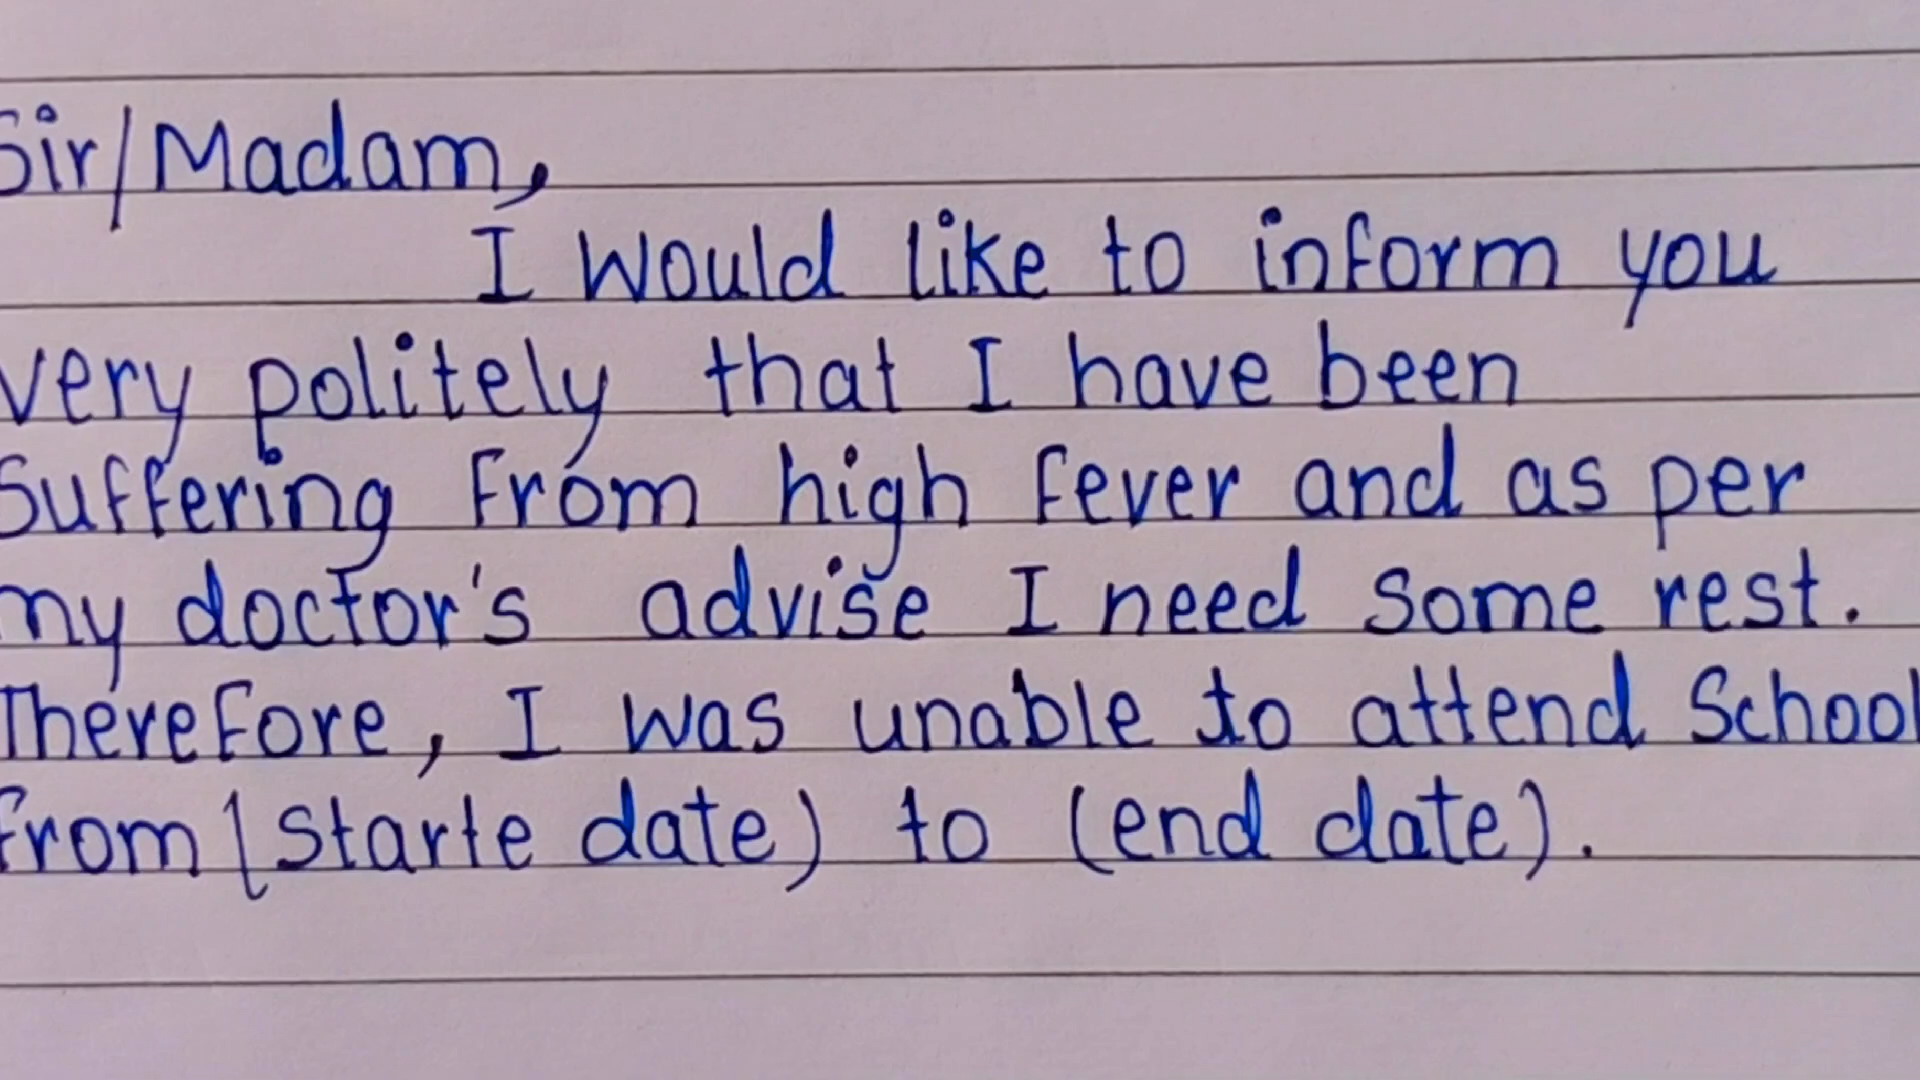 Sir/Madam,
I would like to inform you
very politely that I have been
Suffering from high fever and as per
my doctor's advise I need some rest.
Therefore, I was unable to attend School
from (starte date) to (end date).